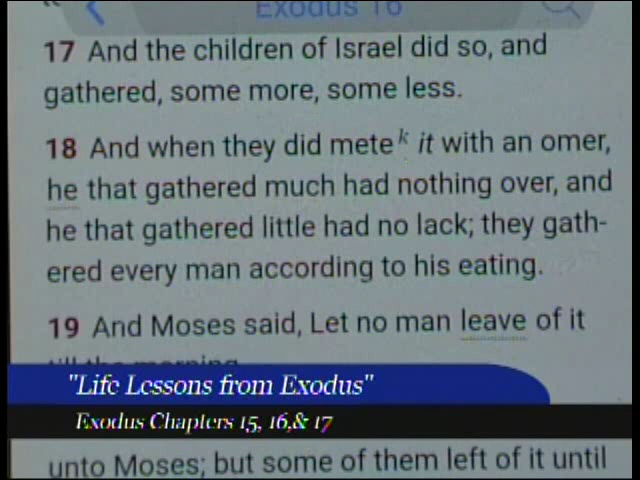 Exodus 16
17 And the children of Israel did so, and
gathered, some more, some less.
18 And when they did mete k it with an omer,
he that gathered much had nothing over, and
he that gathered little had no lack; they gath-
ered every man according to his eating.
19 And Moses said, Let no man leave of it
till the morning.
"Life Lessons from Exodus"
Exodus Chapters 15, 16,& 17
unto Moses; but some of them left of it until